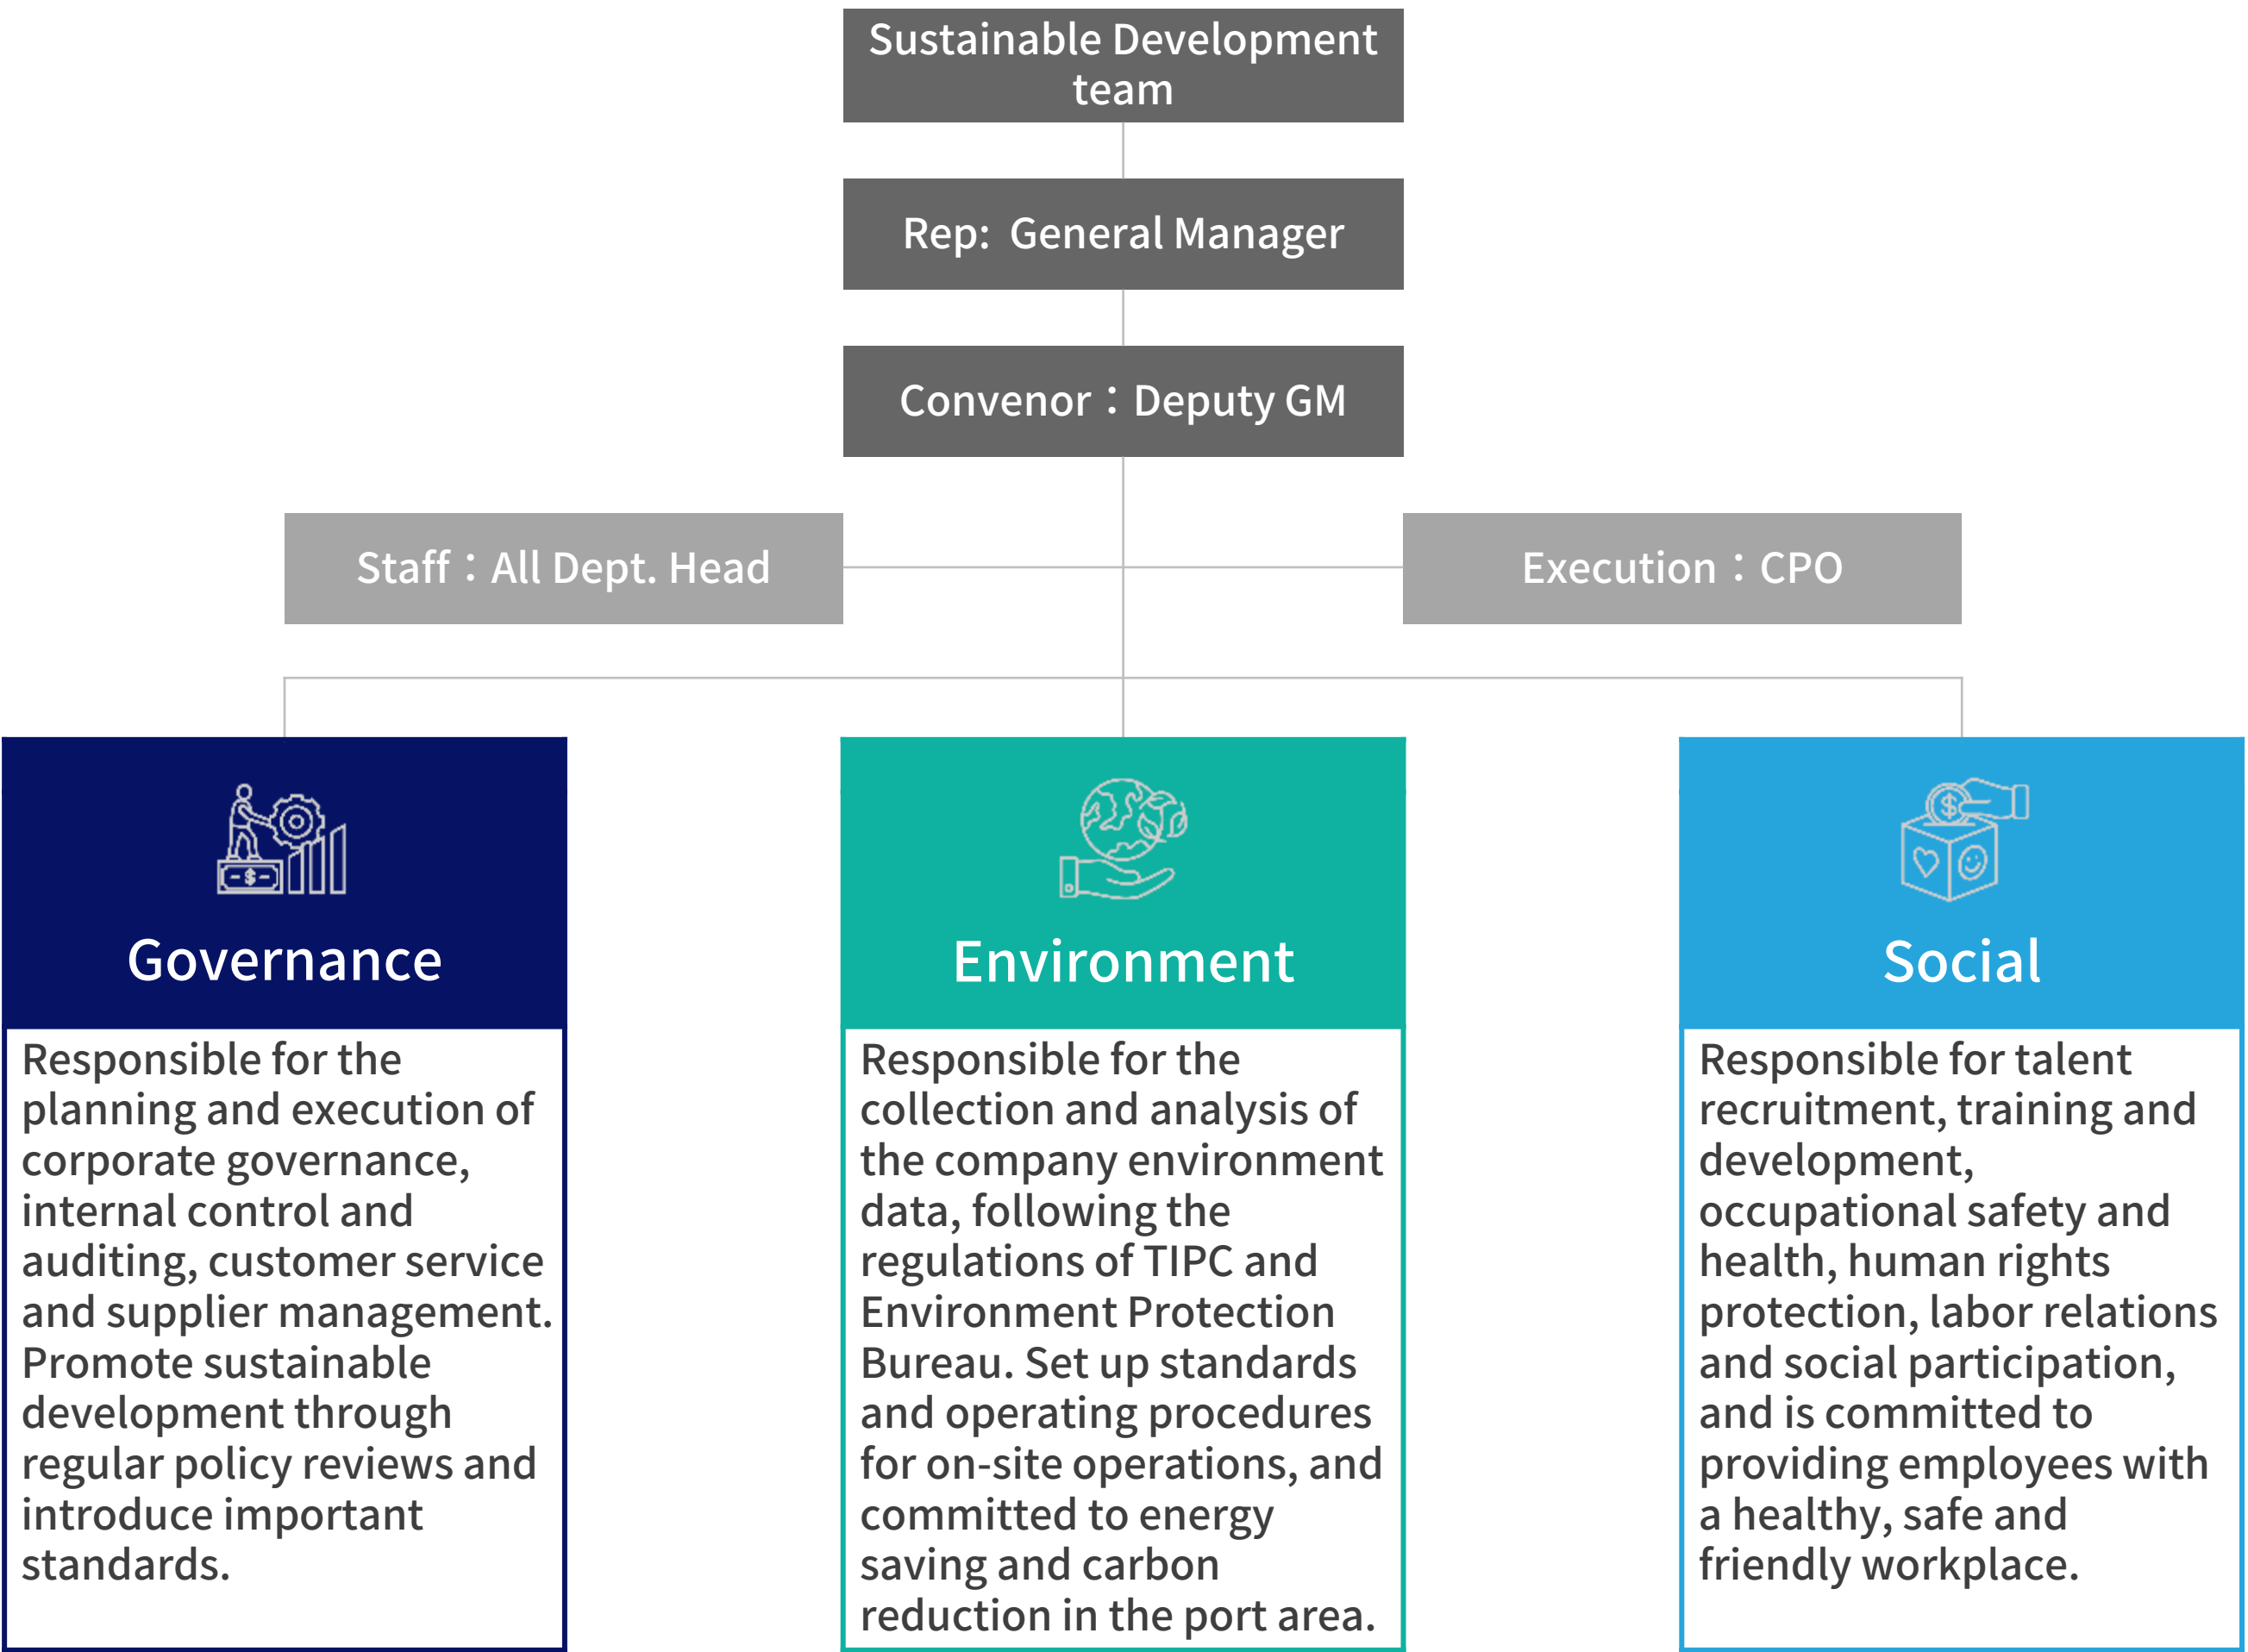 Sustainable Development
team
Rep: General Manager
Convenor：Deputy GM
Staff：All Dept. Head
Execution：CPO
Governance
Responsible for the
planning and execution of
corporate governance,
internal control and
auditing, customer service
and supplier management.
Promote sustainable
development through
regular policy reviews and
introduce important
standards.
Environment
Responsible for the
collection and analysis of
the company environment
data, following the
regulations of TIPC and
Environment Protection
Bureau. Set up standards
and operating procedures
for on-site operations, and
committed to energy
saving and carbon
reduction in the port area.
Social
Responsible for talent
recruitment, training and
development,
occupational safety and
health, human rights
protection, labor relations
and social participation,
and is committed to
providing employees with
a healthy, safe and
friendly workplace.